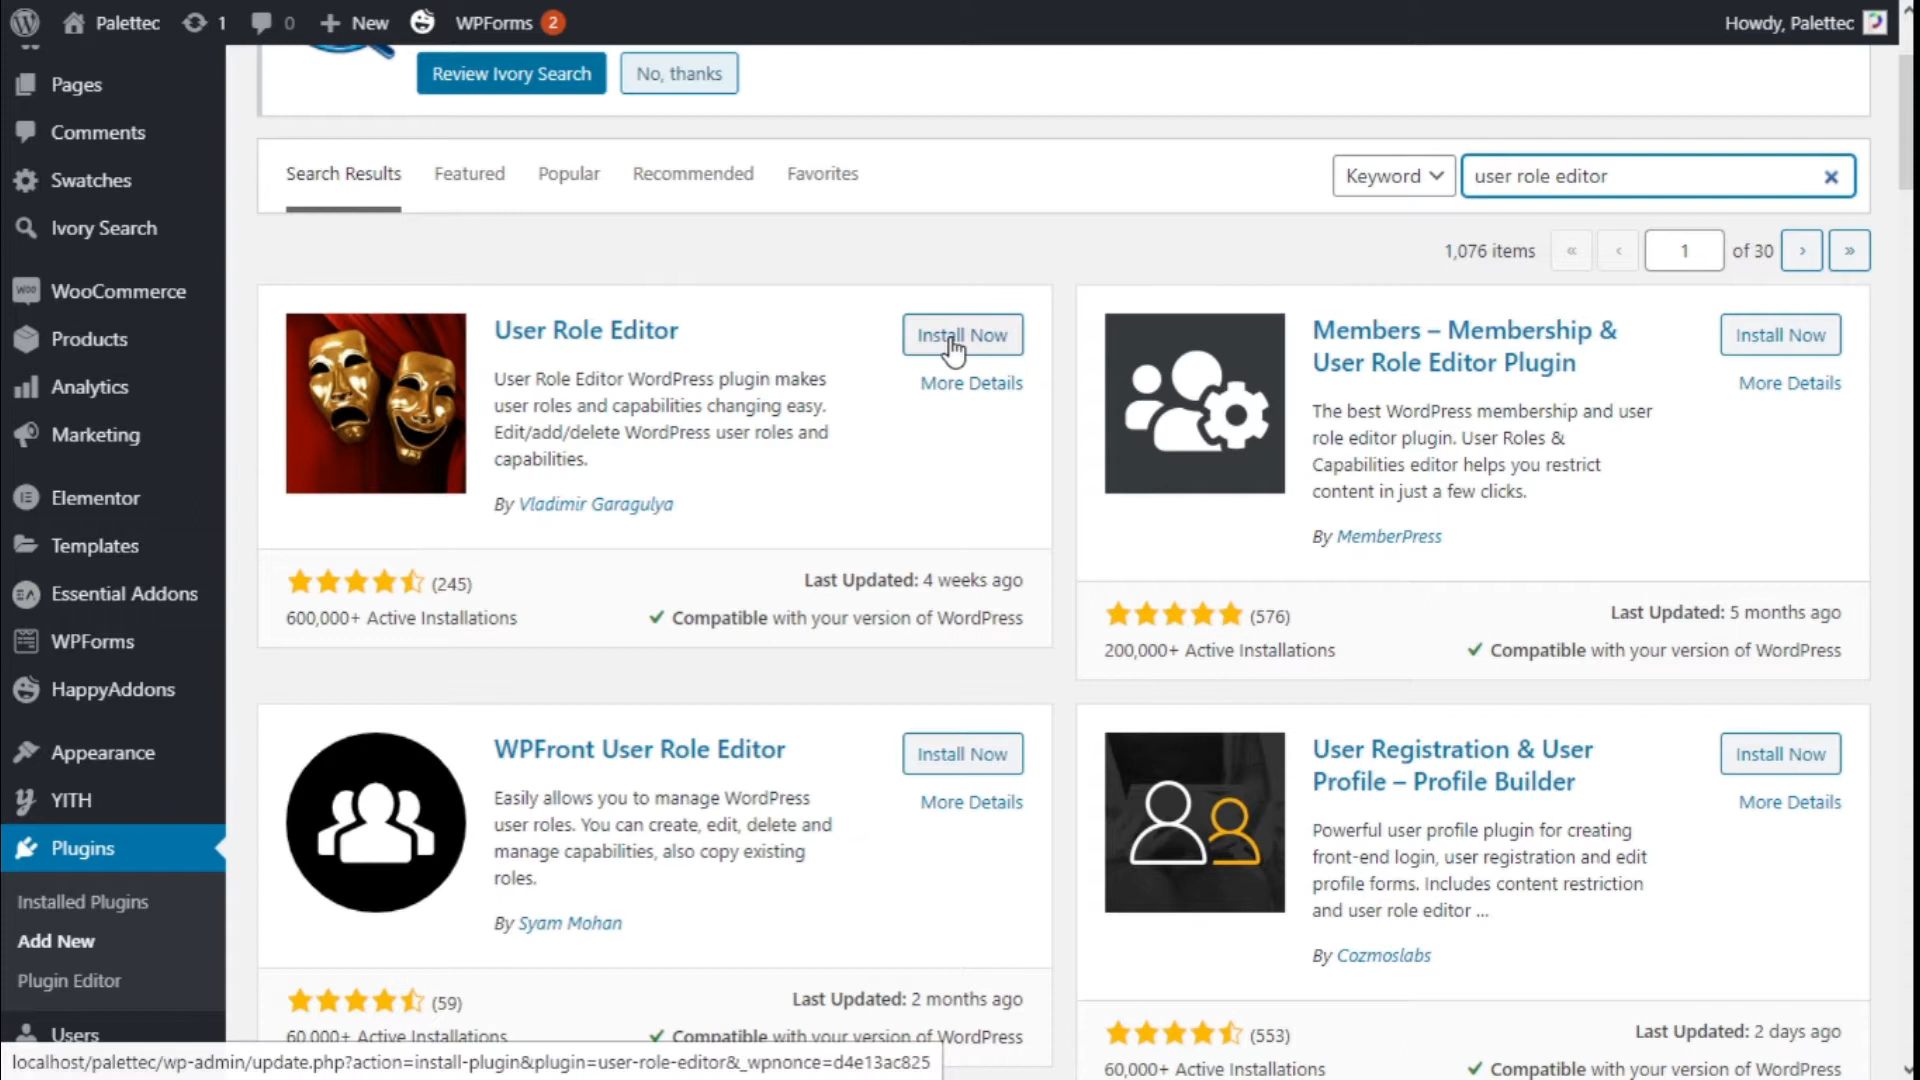 Palettec
1
0
New
WPForms 2
Howdy, Palettec
Pages
Comments
Swatches
Ivory Search
WooCommerce
Products
Analytics
Marketing
Elementor
Templates
Essential Addons
WPForms
HappyAddons
Appearance
YITH
Plugins
Installed Plugins
Add New
Plugin Editor
Users
Review Ivory Search
No, thanks
Search Results
Featured
Popular
Recommended
Favorites
Keyword
user role editor
1,076 items
«
‹
1
of 30
›
»
User Role Editor
Install Now
More Details
User Role Editor WordPress plugin makes
user roles and capabilities changing easy.
Edit/add/delete WordPress user roles and
capabilities.
By Vladimir Garagulya
(245)
Last Updated: 4 weeks ago
600,000+ Active Installations
Compatible with your version of WordPress
Members – Membership &
User Role Editor Plugin
Install Now
More Details
The best WordPress membership and user
role editor plugin. User Roles &
Capabilities editor helps you restrict
content in just a few clicks.
By MemberPress
(576)
Last Updated: 5 months ago
200,000+ Active Installations
Compatible with your version of WordPress
WPFront User Role Editor
Install Now
More Details
Easily allows you to manage WordPress
user roles. You can create, edit, delete and
manage capabilities, also copy existing
roles.
By Syam Mohan
(59)
Last Updated: 2 months ago
60,000+ Active Installations
Compatible with your version of WordPress
User Registration & User
Profile – Profile Builder
Install Now
More Details
Powerful user profile plugin for creating
front-end login, user registration and edit
profile forms. Includes content restriction
and user role editor ...
By Cozmoslabs
(553)
Last Updated: 2 days ago
60,000+ Active Installations
Compatible with your version of WordPress
localhost/palettec/wp-admin/update.php?action=install-plugin&plugin=user-role-editor&_wpnonce=d4e13ac825